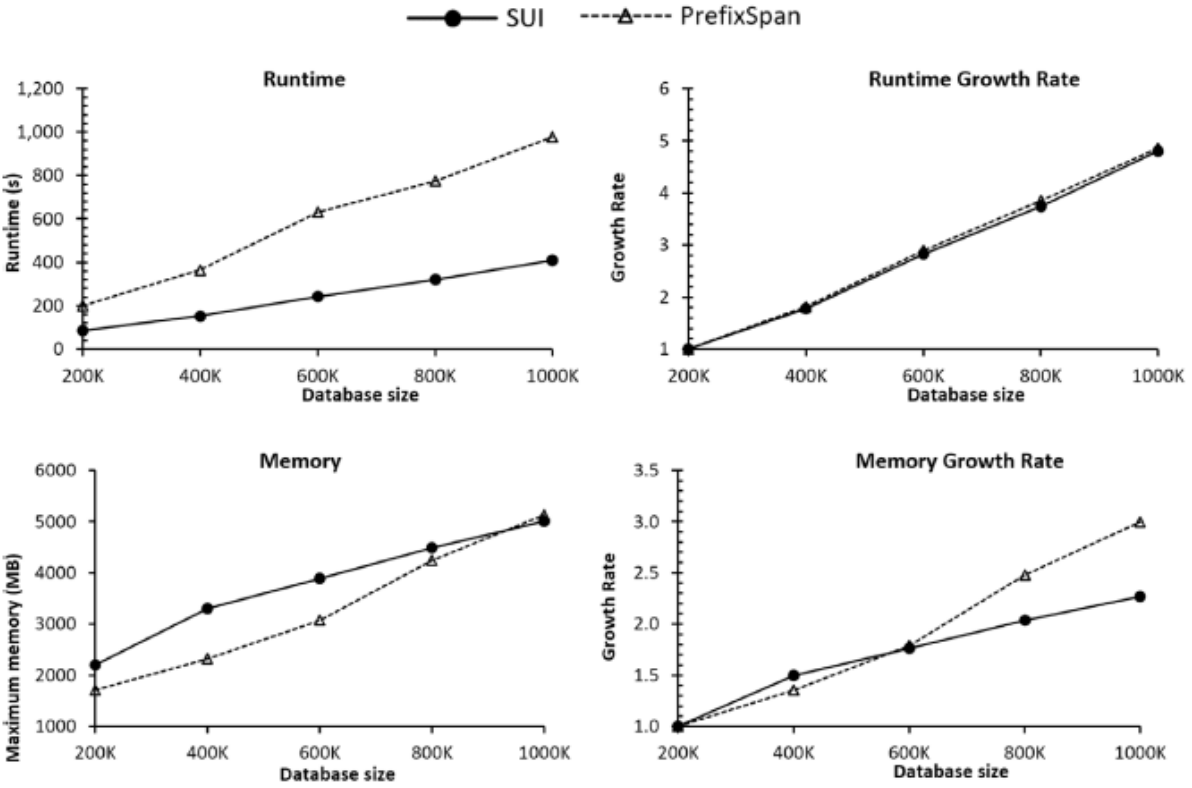 SUI PrefixSpan
Runtime
1,200
1,000
800
600
400
200
0
Runtime (s)
200K 400K 600K 800K 1000K
Database size
Runtime Growth Rate
6
5
4
3
2
1
Growth Rate
200K 400K 600K 800K 1000K
Database size
Memory
6000
5000
4000
3000
2000
1000
Maximum memory (MB)
200K 400K 600K 800K 1000K
Database size
Memory Growth Rate
3.5
3.0
2.5
2.0
1.5
1.0
Growth Rate
200K 400K 600K 800K 1000K
Database size